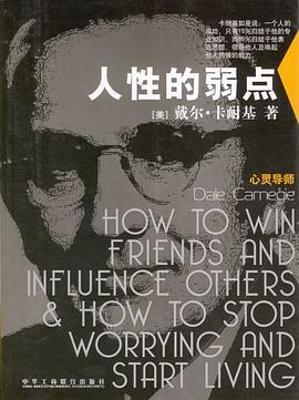 卡耐基如是说,一个人的
成功,只有15%归结于他的专
业知识,而85%归结于他表
达思想、领导他人及唤起
他人热情的能力。
人性的弱点
[美] 戴尔·卡耐基 著
心灵导师
Dale Carnegie
HOW TO WIN
FRIENDS AND
INFLUENCE OTHERS
& HOW TO STOP
WORRYING AND
START LIVING
中华工商联合出版社